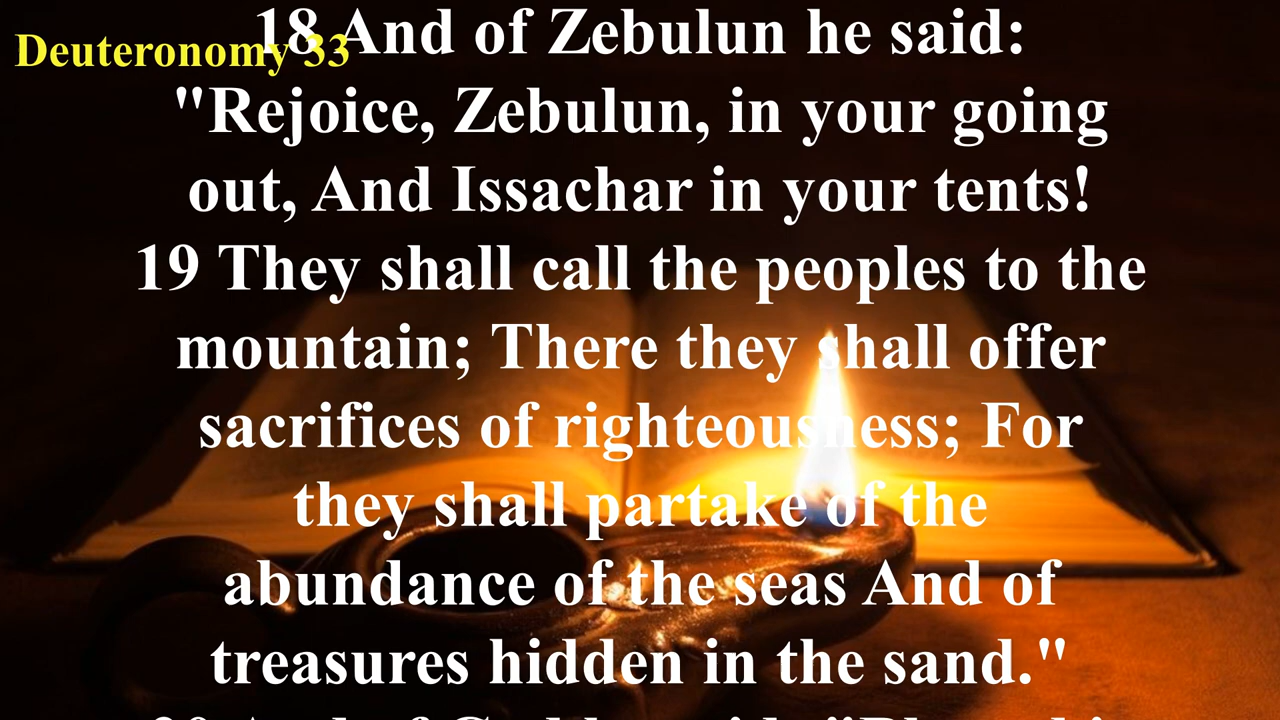 Deuteronomy 33
18 And of Zebulun he said:
"Rejoice, Zebulun, in your going
out, And Issachar in your tents!
19 They shall call the peoples to the
mountain; There they shall offer
sacrifices of righteousness; For
they shall partake of the
abundance of the seas And of
treasures hidden in the sand."